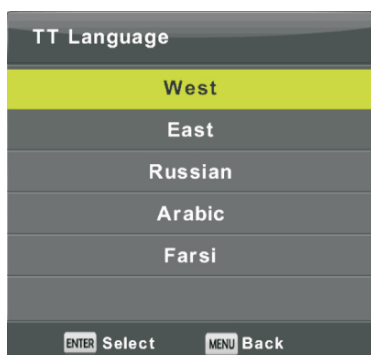 TT Language
West
East
Russian
Arabic
Farsi
ENTER Select MENU Back